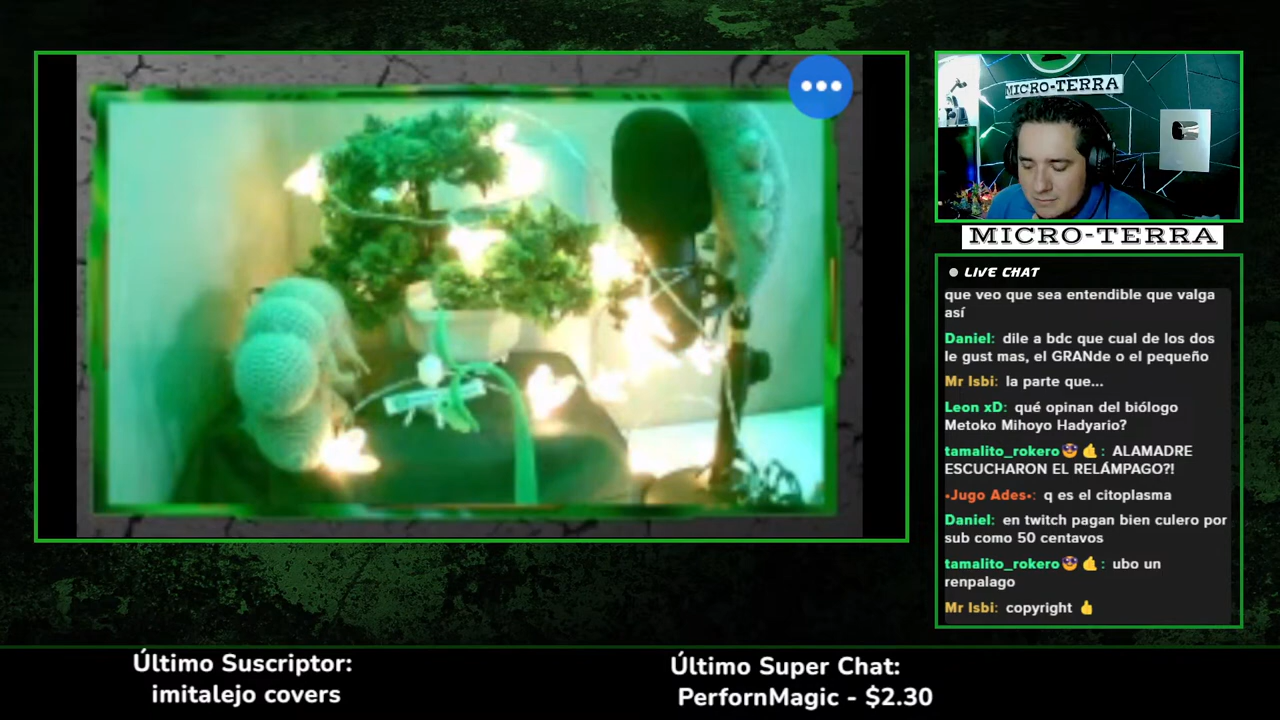 MICRO-TERRA
MICRO-TERRA
LIVE CHAT
que veo que sea entendible que valga
así
Daniel: dile a bdc que cual de los dos
le gust mas, el GRANde o el pequeño
Mr Isbi: la parte que...
Leon xD: qué opinan del biólogo
Metoko Mihoyo Hadyario?
tamalito_rokero🤠🤙: ALAMADRE
ESCUCHARON EL RELÁMPAGO?!
•Jugo Ades•: q es el citoplasma
Daniel: en twitch pagan bien culero por
sub como 50 centavos
tamalito_rokero🤠🤙: ubo un
renpalago
Mr Isbi: copyright 👍
Último Suscriptor:
imitalejo covers
Último Super Chat:
PerfornMagic - $2.30